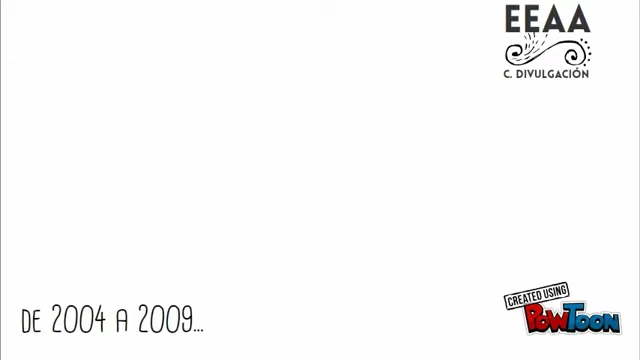 EEAA
C. DIVULGACIÓN
DE 2004 A 2009...
CREATED USING
POWTOON